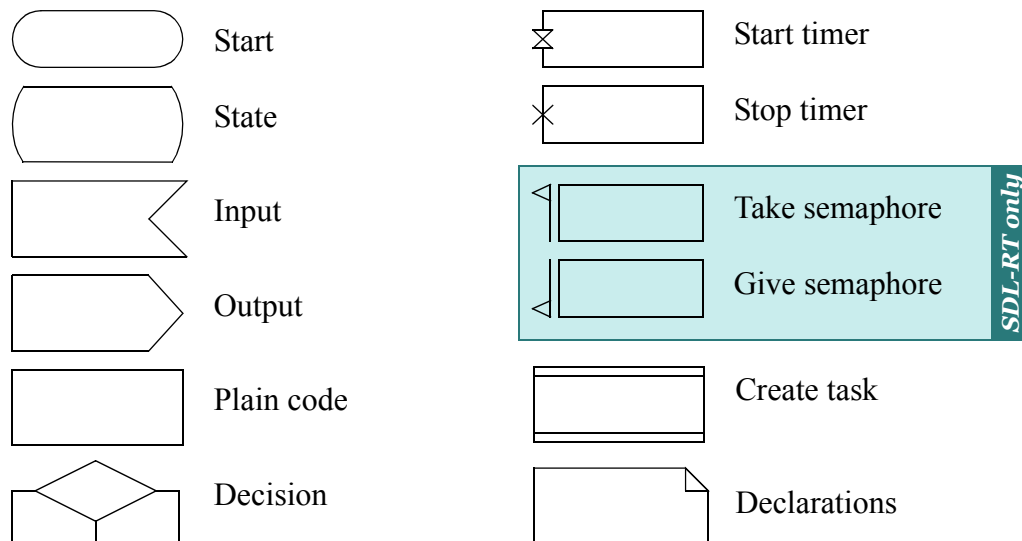 Start
State
Input
Output
Plain code
Decision
Start timer
Stop timer
Take semaphore
Give semaphore
SDL-RT only
Create task
Declarations